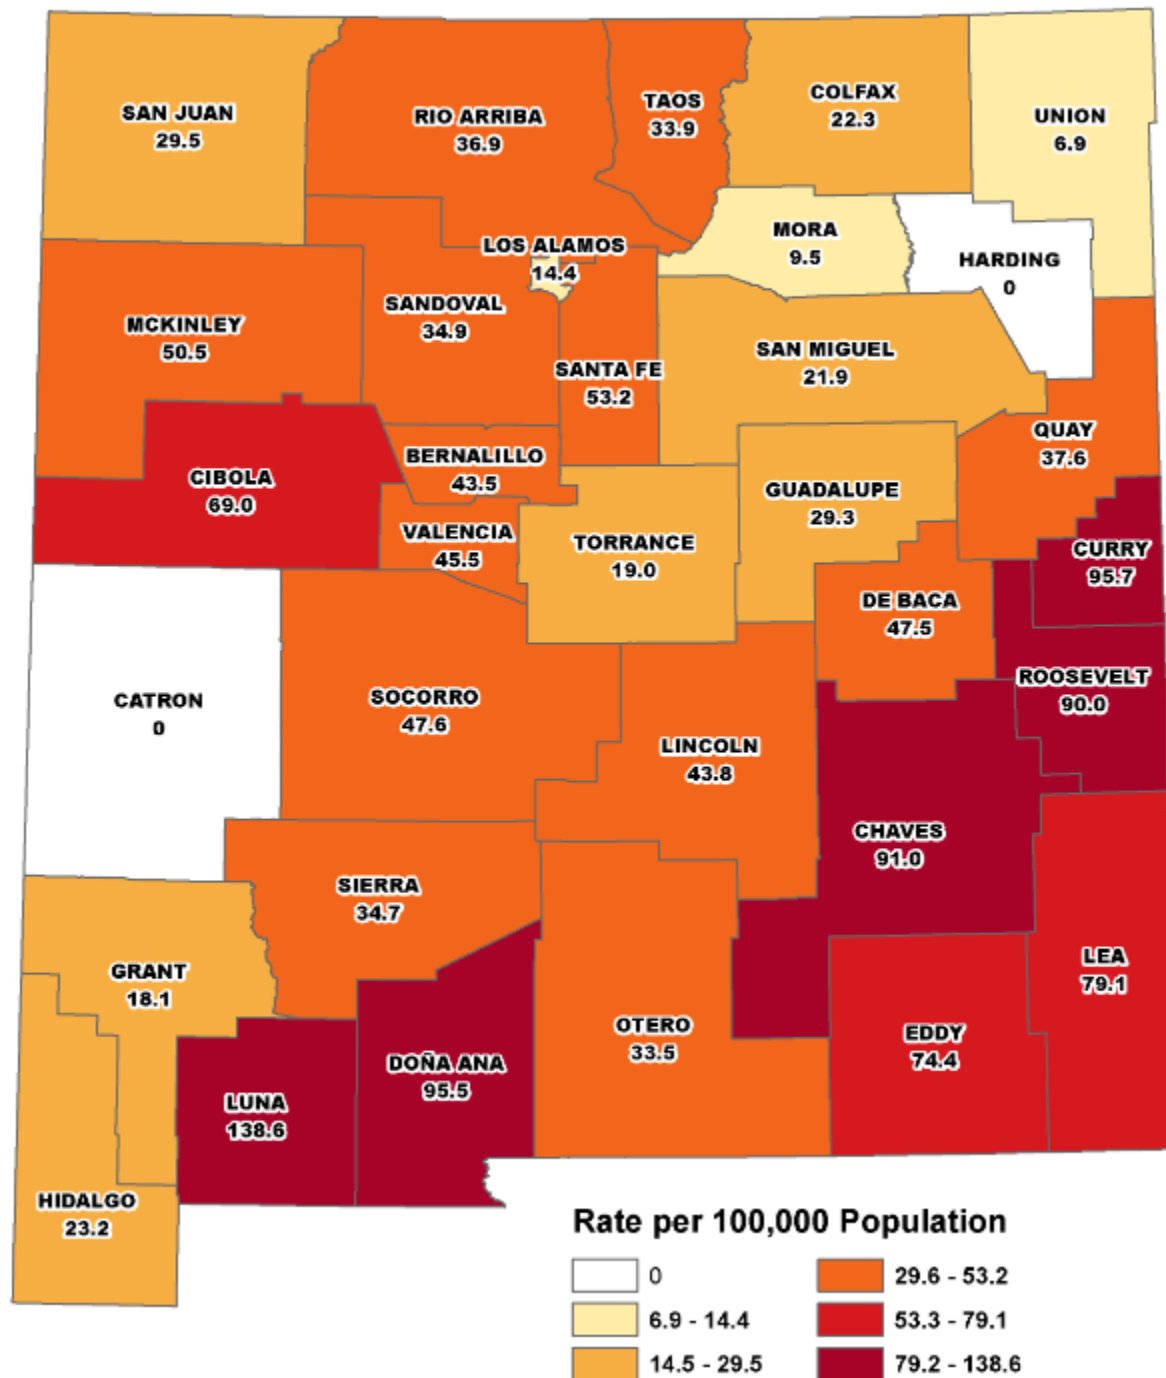 SAN JUAN
29.5
RIO ARRIBA
36.9
TAOS
33.9
COLFAX
22.3
UNION
6.9
MORA
9.5
HARDING
0
LOS ALAMOS
14.4
SANDOVAL
34.9
MCKINLEY
50.5
SANTA FE
53.2
SAN MIGUEL
21.9
QUAY
37.6
CIBOLA
69.0
BERNALILLO
43.5
GUADALUPE
29.3
VALENCIA
45.5
TORRANCE
19.0
CURRY
95.7
DE BACA
47.5
CATRON
0
SOCORRO
47.6
ROOSEVELT
90.0
LINCOLN
43.8
CHAVES
91.0
SIERRA
34.7
GRANT
18.1
LEA
79.1
OTERO
33.5
EDDY
74.4
DOÑA ANA
95.5
LUNA
138.6
HIDALGO
23.2
Rate per 100,000 Population
0
6.9 - 14.4
14.5 - 29.5
29.6 - 53.2
53.3 - 79.1
79.2 - 138.6